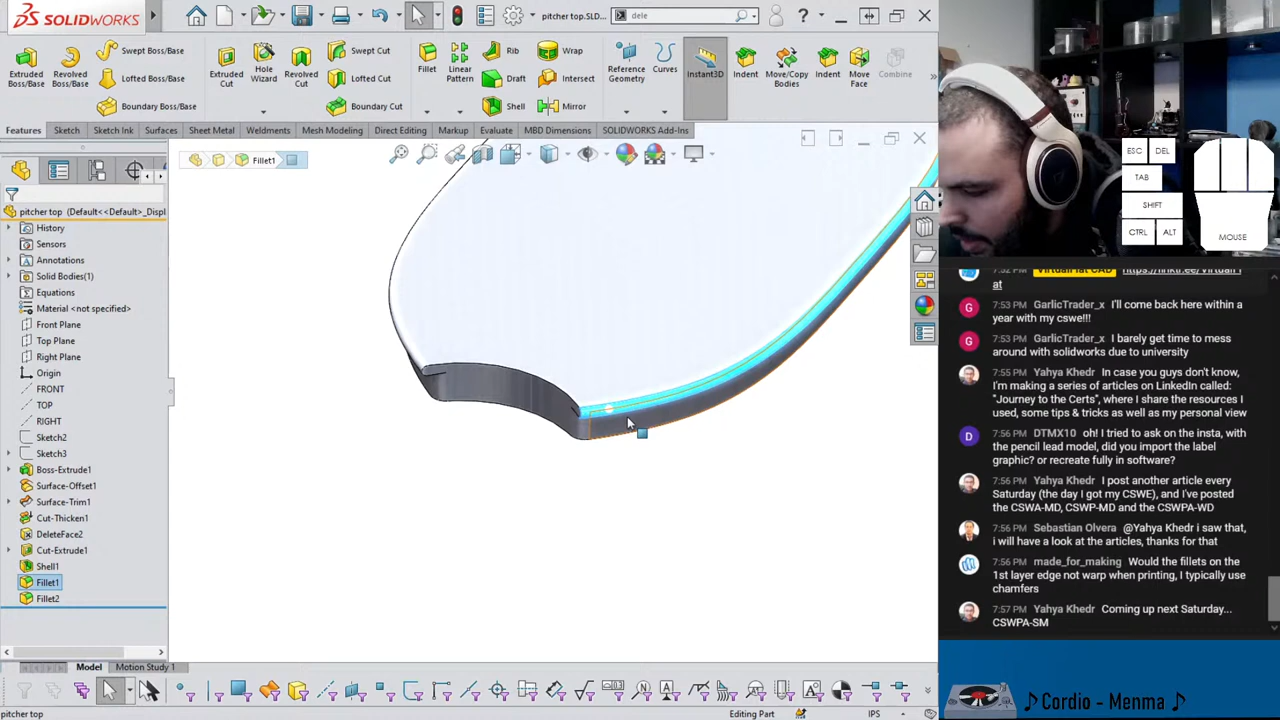 SOLIDWORKS
pitcher top.SLD...
dele
Extruded Boss/Base
Revolved Boss/Base
Swept Boss/Base
Lofted Boss/Base
Boundary Boss/Base
Extruded Cut
Hole Wizard
Revolved Cut
Swept Cut
Lofted Cut
Boundary Cut
Fillet
Linear Pattern
Rib
Draft
Shell
Wrap
Intersect
Mirror
Reference Geometry
Curves
Instant3D
Indent
Move/Copy Bodies
Indent
Move Face
Combine
Features
Sketch
Sketch Ink
Surfaces
Sheet Metal
Weldments
Mesh Modeling
Direct Editing
Markup
Evaluate
MBD Dimensions
SOLIDWORKS Add-Ins
Fillet1
pitcher top (Default<<Default>_Displ
History
Sensors
Annotations
Solid Bodies(1)
Equations
Material <not specified>
Front Plane
Top Plane
Right Plane
Origin
FRONT
TOP
RIGHT
Sketch2
Sketch3
Boss-Extrude1
Surface-Offset1
Surface-Trim1
Cut-Thicken1
DeleteFace2
Cut-Extrude1
Shell1
Fillet1
Fillet2
Model
Motion Study 1
pitcher top
Editing Part
IPS
ESC
DEL
TAB
SHIFT
CTRL
ALT
MOUSE
7:53 PM GarlicTrader_x I'll come back here within a
year with my cswe!!!
7:53 PM GarlicTrader_x I barely get time to mess
around with solidworks due to university
7:55 PM Yahya Khedr In case you guys don't know,
I'm making a series of articles on LinkedIn called:
"Journey to the Certs", where I share the resources I
used, some tips & tricks as well as my personal view
7:56 PM DTMX10 oh! I tried to ask on the insta, with
the pencil lead model, did you import the label
graphic? or recreate fully in software?
7:56 PM Yahya Khedr I post another article every
Saturday (the day I got my CSWE), and I've posted
the CSWA-MD, CSWP-MD and the CSWPA-WD
7:56 PM Sebastian Olvera @Yahya Khedr i saw that,
i will have a look at the articles, thanks for that
7:56 PM made_for_making Would the fillets on the
1st layer edge not warp when printing, I typically use
chamfers
7:57 PM Yahya Khedr Coming up next Saturday...
CSWPA-SM
♪ Cordio - Menma ♪